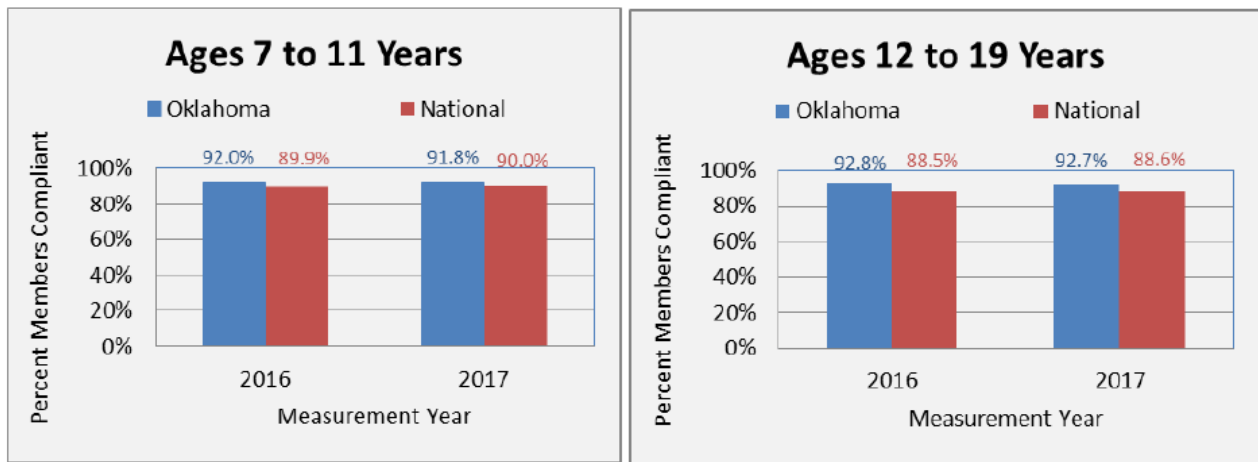 Ages 7 to 11 Years
Oklahoma National
Percent Members Compliant
92.0% 89.9% 91.8% 90.0%
100%
80%
60%
40%
20%
0%
2016 2017
Measurement Year
Ages 12 to 19 Years
Oklahoma National
Percent Members Compliant
92.8% 88.5% 92.7% 88.6%
100%
80%
60%
40%
20%
0%
2016 2017
Measurement Year